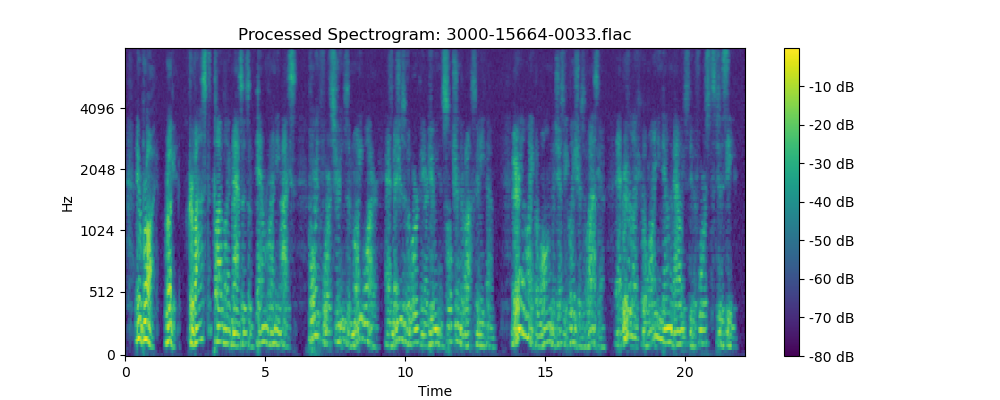 Processed Spectrogram: 3000-15664-0033.flac
Hz
4096
2048
1024
512
0
0 5 10 15 20
Time
-10 dB
-20 dB
-30 dB
-40 dB
-50 dB
-60 dB
-70 dB
-80 dB